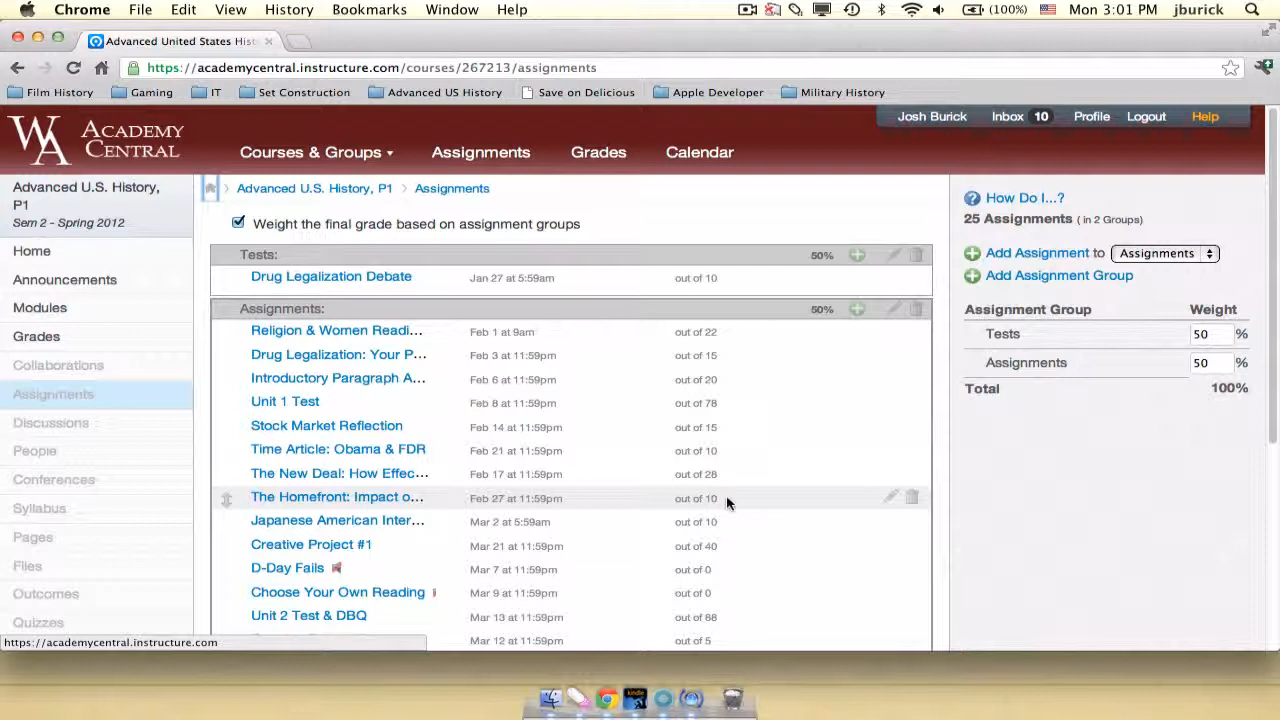 Chrome File Edit View History Bookmarks Window Help (100%) Mon 3:01 PM jburick
Advanced United States Hist
https://academycentral.instructure.com/courses/267213/assignments
Film History Gaming IT Set Construction Advanced US History Save on Delicious Apple Developer Military History
WA ACADEMY CENTRAL
Josh Burick Inbox 10 Profile Logout Help
Courses & Groups Assignments Grades Calendar
Advanced U.S. History, P1
Sem 2 - Spring 2012
Home
Announcements
Modules
Grades
Collaborations
Assignments
Discussions
People
Conferences
Syllabus
Pages
Files
Outcomes
Quizzes
Advanced U.S. History, P1 Assignments
Weight the final grade based on assignment groups
Tests: 50%
Drug Legalization Debate Jan 27 at 5:59am out of 10
Assignments: 50%
Religion & Women Readi... Feb 1 at 9am out of 22
Drug Legalization: Your P... Feb 3 at 11:59pm out of 15
Introductory Paragraph A... Feb 6 at 11:59pm out of 20
Unit 1 Test Feb 8 at 11:59pm out of 78
Stock Market Reflection Feb 14 at 11:59pm out of 15
Time Article: Obama & FDR Feb 21 at 11:59pm out of 10
The New Deal: How Effec... Feb 17 at 11:59pm out of 28
The Homefront: Impact o... Feb 27 at 11:59pm out of 10
Japanese American Inter... Mar 2 at 5:59am out of 10
Creative Project #1 Mar 21 at 11:59pm out of 40
D-Day Fails Mar 7 at 11:59pm out of 0
Choose Your Own Reading Mar 9 at 11:59pm out of 0
Unit 2 Test & DBQ Mar 13 at 11:59pm out of 88
Mar 12 at 11:59pm out of 5
How Do I...?
25 Assignments ( in 2 Groups)
Add Assignment to Assignments
Add Assignment Group
Assignment Group Weight
Tests 50 %
Assignments 50 %
Total 100%
https://academycentral.instructure.com
kindle